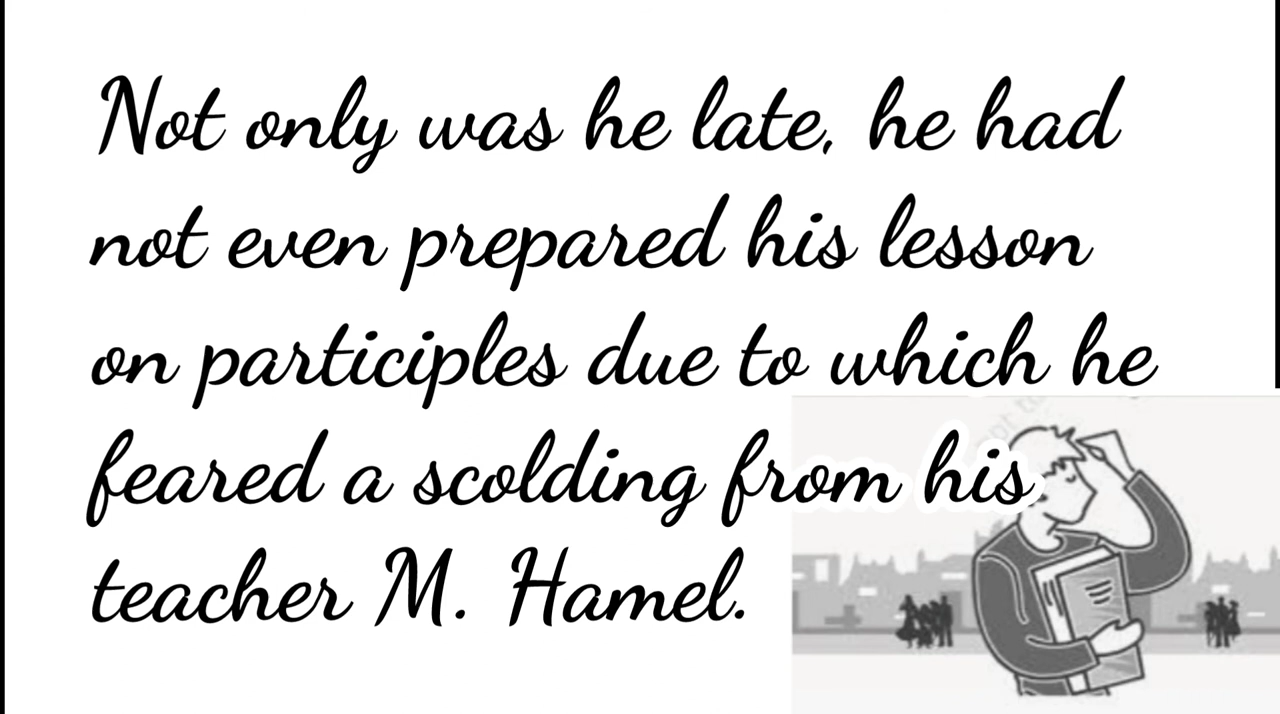 Not only was he late, he had
not even prepared his lesson
on participles due to which he
feared a scolding from his
teacher M. Hamel.